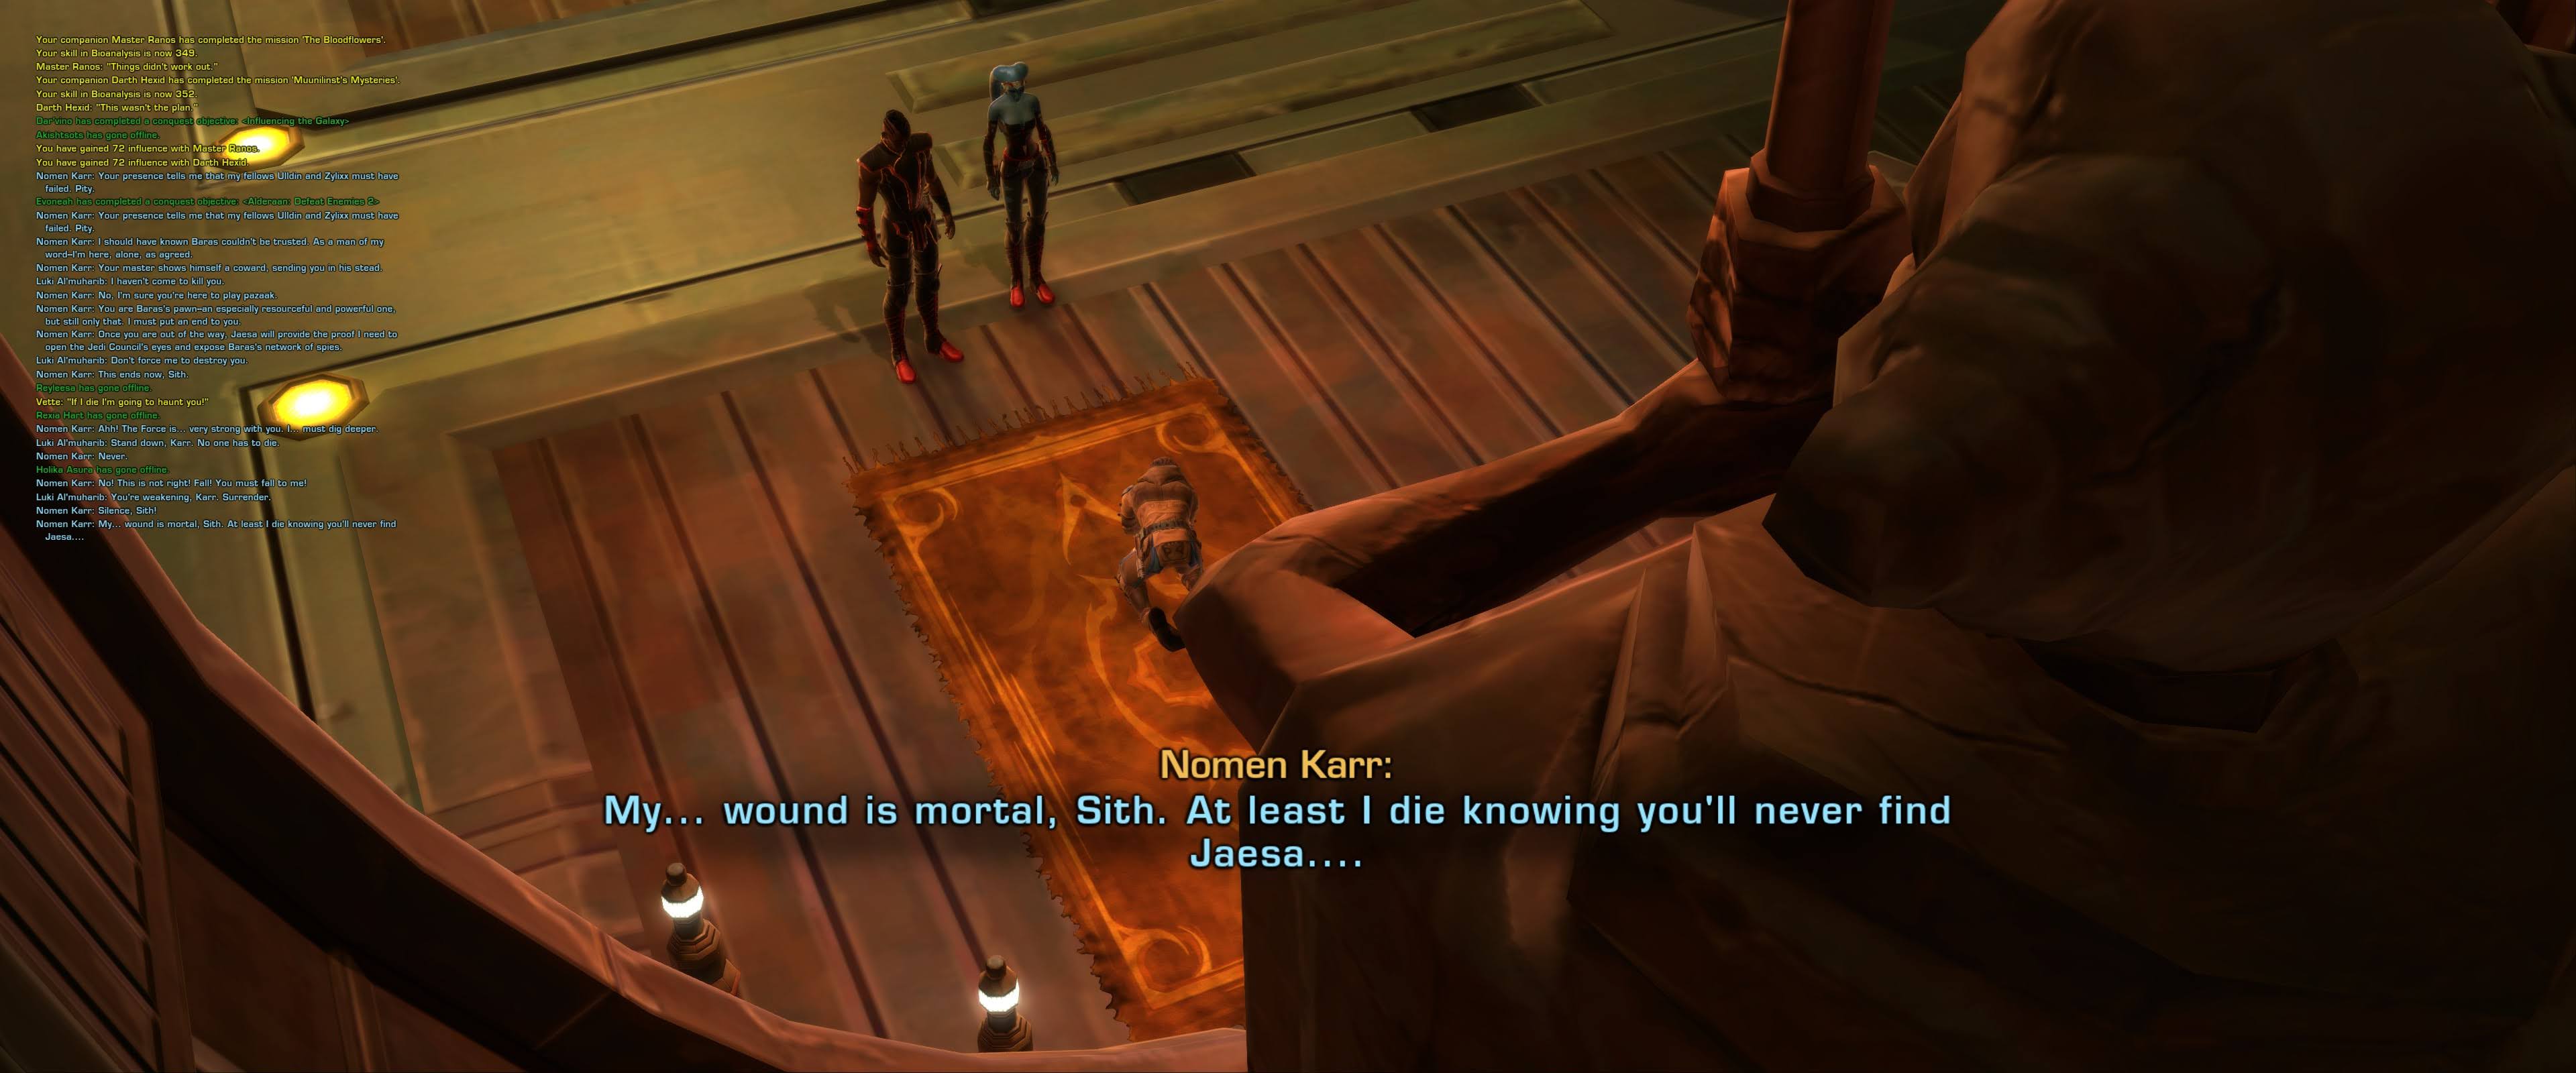 Your companion Master Ranos has completed the mission 'The Bloodflowers'.
Your skill in Bioanalysis is now 349.
Master Ranos: "Things didn't work out."
Your companion Darth Hexid has completed the mission 'Muunilinst's Mysteries'.
Your skill in Bioanalysis is now 352.
Darth Hexid: "This wasn't the plan."
Dar'vino has completed a conquest objective: <Influencing the Galaxy>
Akishtsots has gone offline.
You have gained 72 influence with Master Ranos.
You have gained 72 influence with Darth Hexid.
Nomen Karr: Your presence tells me that my fellows Ulldin and Zylixx must have
failed. Pity.
Evoneah has completed a conquest objective: <Alderaan: Defeat Enemies 2>
Nomen Karr: Your presence tells me that my fellows Ulldin and Zylixx must have
failed. Pity.
Nomen Karr: I should have known Baras couldn't be trusted. As a man of my
word–I'm here, alone, as agreed.
Nomen Karr: Your master shows himself a coward, sending you in his stead.
Luki Al'muharib: I haven't come to kill you.
Nomen Karr: No, I'm sure you're here to play pazaak.
Nomen Karr: You are Baras's pawn–an especially resourceful and powerful one,
but still only that. I must put an end to you.
Nomen Karr: Once you are out of the way, Jaesa will provide the proof I need to
open the Jedi Council's eyes and expose Baras's network of spies.
Luki Al'muharib: Don't force me to destroy you.
Nomen Karr: This ends now, Sith.
Reyleesa has gone offline.
Vette: "If I die I'm going to haunt you!"
Rexia Hart has gone offline.
Nomen Karr: Ahh! The Force is... very strong with you. I... must dig deeper.
Luki Al'muharib: Stand down, Karr. No one has to die.
Nomen Karr: Never.
Holika Asura has gone offline.
Nomen Karr: No! This is not right! Fall! You must fall to me!
Luki Al'muharib: You're weakening, Karr. Surrender.
Nomen Karr: Silence, Sith!
Nomen Karr: My... wound is mortal, Sith. At least I die knowing you'll never find
Jaesa....
Nomen Karr:
My... wound is mortal, Sith. At least I die knowing you'll never find
Jaesa....